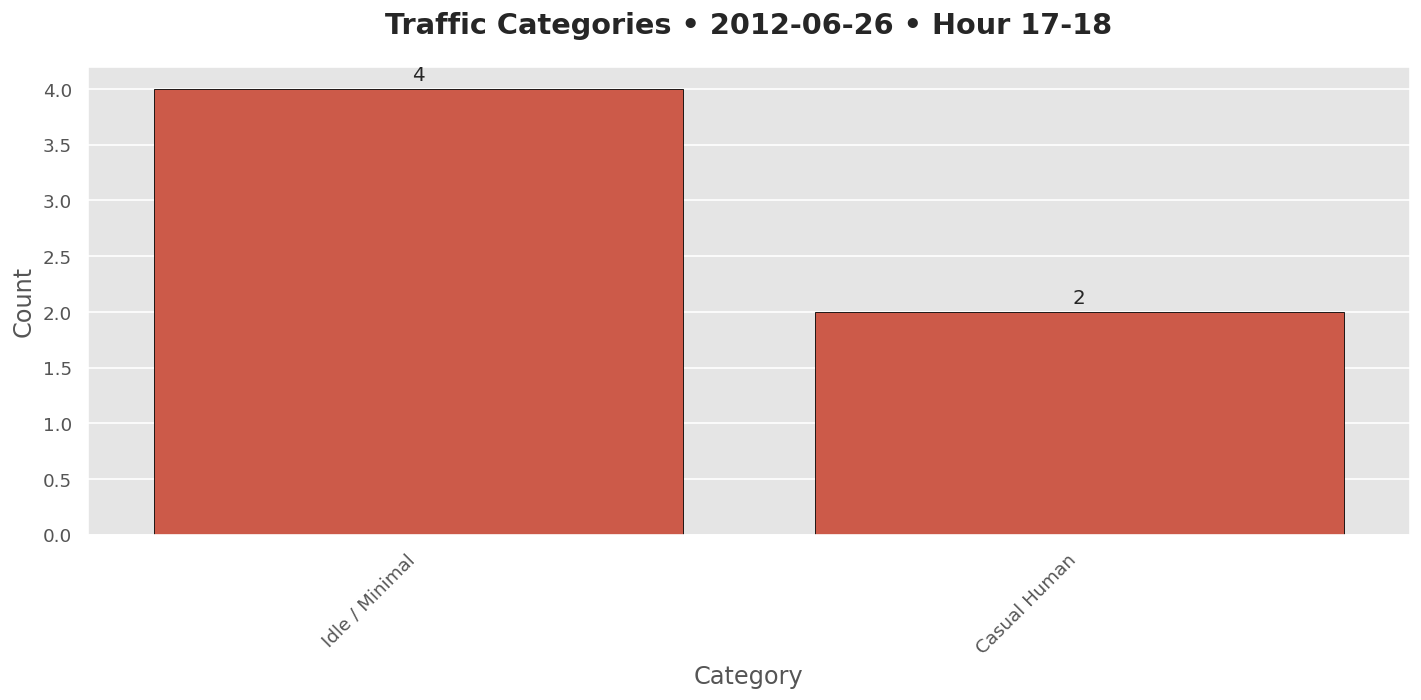 Traffic Categories • 2012-06-26 • Hour 17-18
4
4.0
3.5
3.0
2.5
2
2.0
1.5
1.0
0.5
0.0
Count
Idle / Minimal
Casual Human
Category